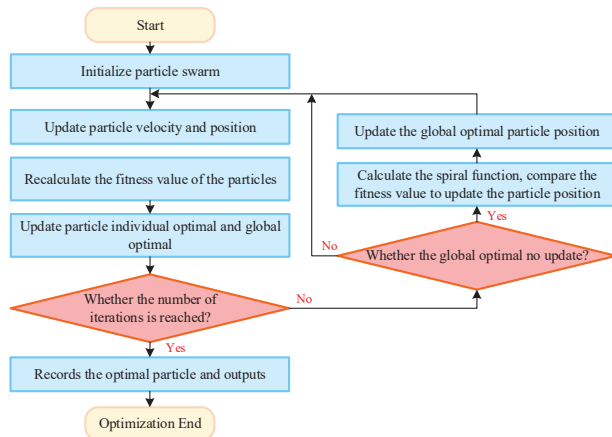 Start
Initialize particle swarm
Update particle velocity and position
Recalculate the fitness value of the particles
Update particle individual optimal and global
optimal
Whether the number of
iterations is reached?
No
Yes
Records the optimal particle and outputs
Optimization End
Update the global optimal particle position
Calculate the spiral function, compare the
fitness value to update the particle position
Yes
No
Whether the global optimal no update?